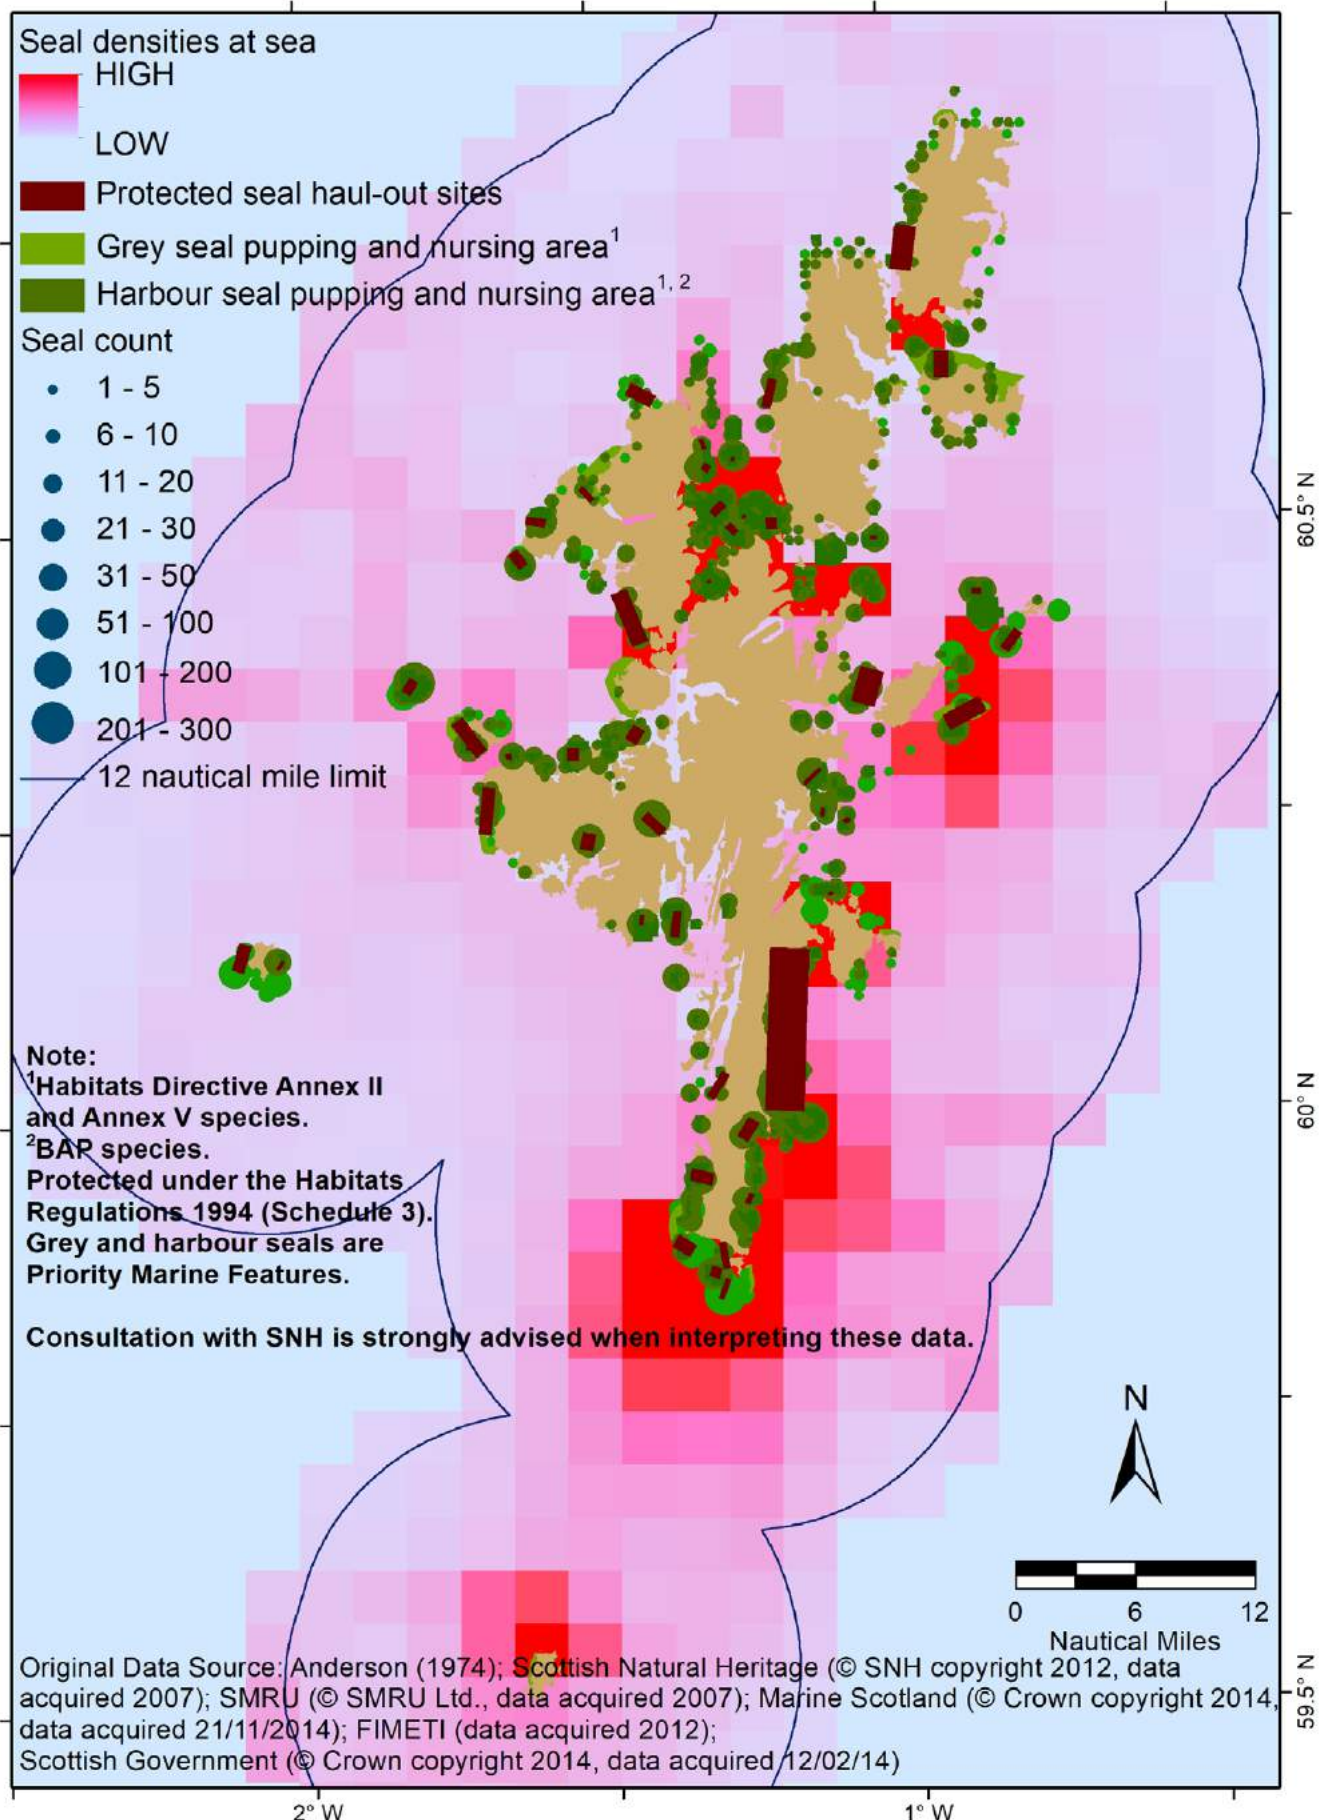 Seal densities at sea
HIGH
LOW
Protected seal haul-out sites
Grey seal pupping and nursing area¹
Harbour seal pupping and nursing area¹, ²
Seal count
1 - 5
6 - 10
11 - 20
21 - 30
31 - 50
51 - 100
101 - 200
201 - 300
12 nautical mile limit
60.5° N
60° N
Note:
¹Habitats Directive Annex II
and Annex V species.
²BAP species.
Protected under the Habitats
Regulations 1994 (Schedule 3).
Grey and harbour seals are
Priority Marine Features.
Consultation with SNH is strongly advised when interpreting these data.
N
0 6 12
Nautical Miles
59.5° N
Original Data Source: Anderson (1974); Scottish Natural Heritage (© SNH copyright 2012, data
acquired 2007); SMRU (© SMRU Ltd., data acquired 2007); Marine Scotland (© Crown copyright 2014,
data acquired 21/11/2014); FIMETI (data acquired 2012);
Scottish Government (© Crown copyright 2014, data acquired 12/02/14)
2° W 1° W